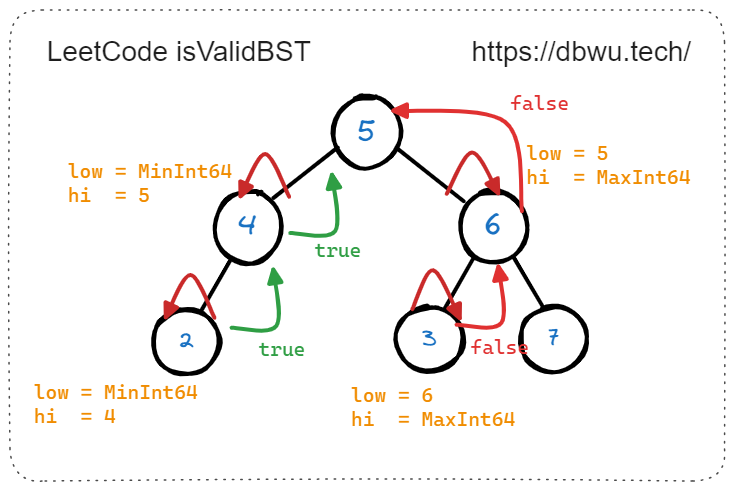 LeetCode isValidBST
https://dbwu.tech/
false
5
low = 5
hi  = MaxInt64
low = MinInt64
hi  = 5
4
6
true
2
3
7
true
false
low = MinInt64
hi  = 4
low = 6
hi  = MaxInt64